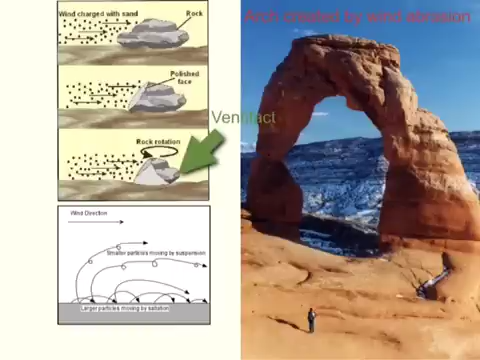 Wind charged with sand
Rock
Polished
face
Ventifact
Rock rotation
Wind Direction
Smaller particles moving by suspension
Larger particles moving by saltation
Arch created by wind abrasion